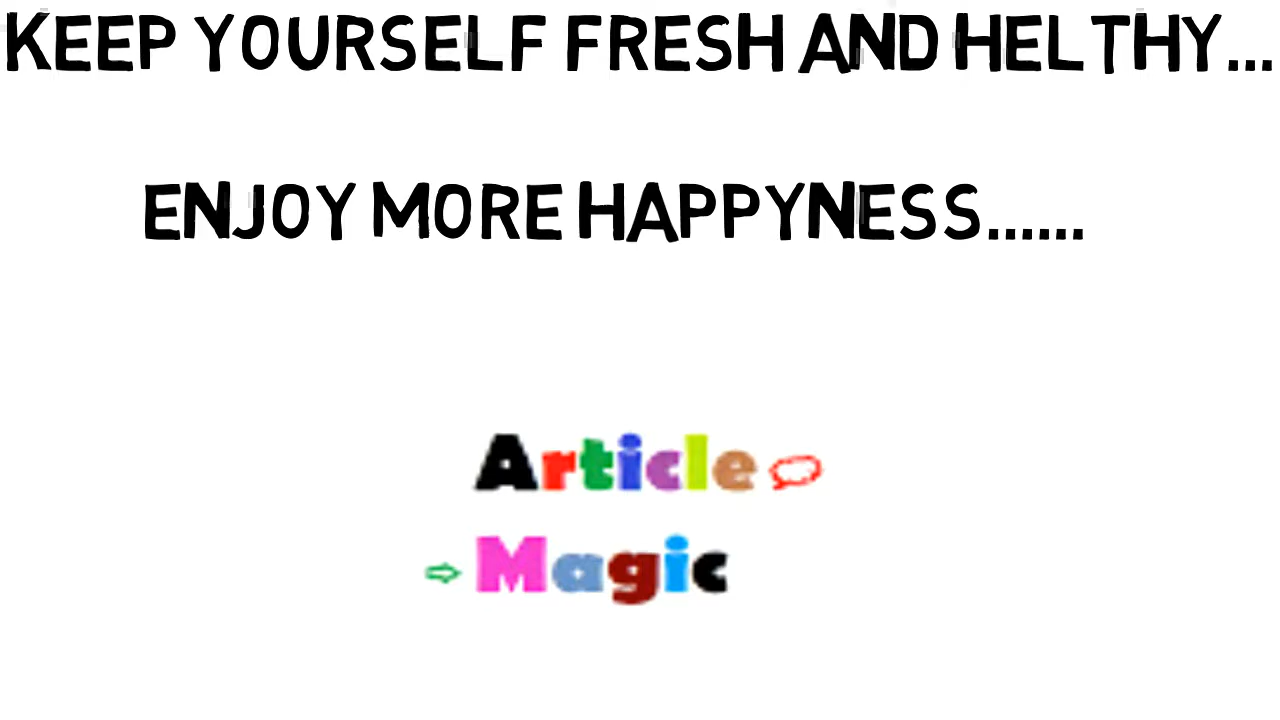 KEEP YOURSELF FRESH AND HELTHY...
ENJOY MORE HAPPYNESS......
Article
Magic